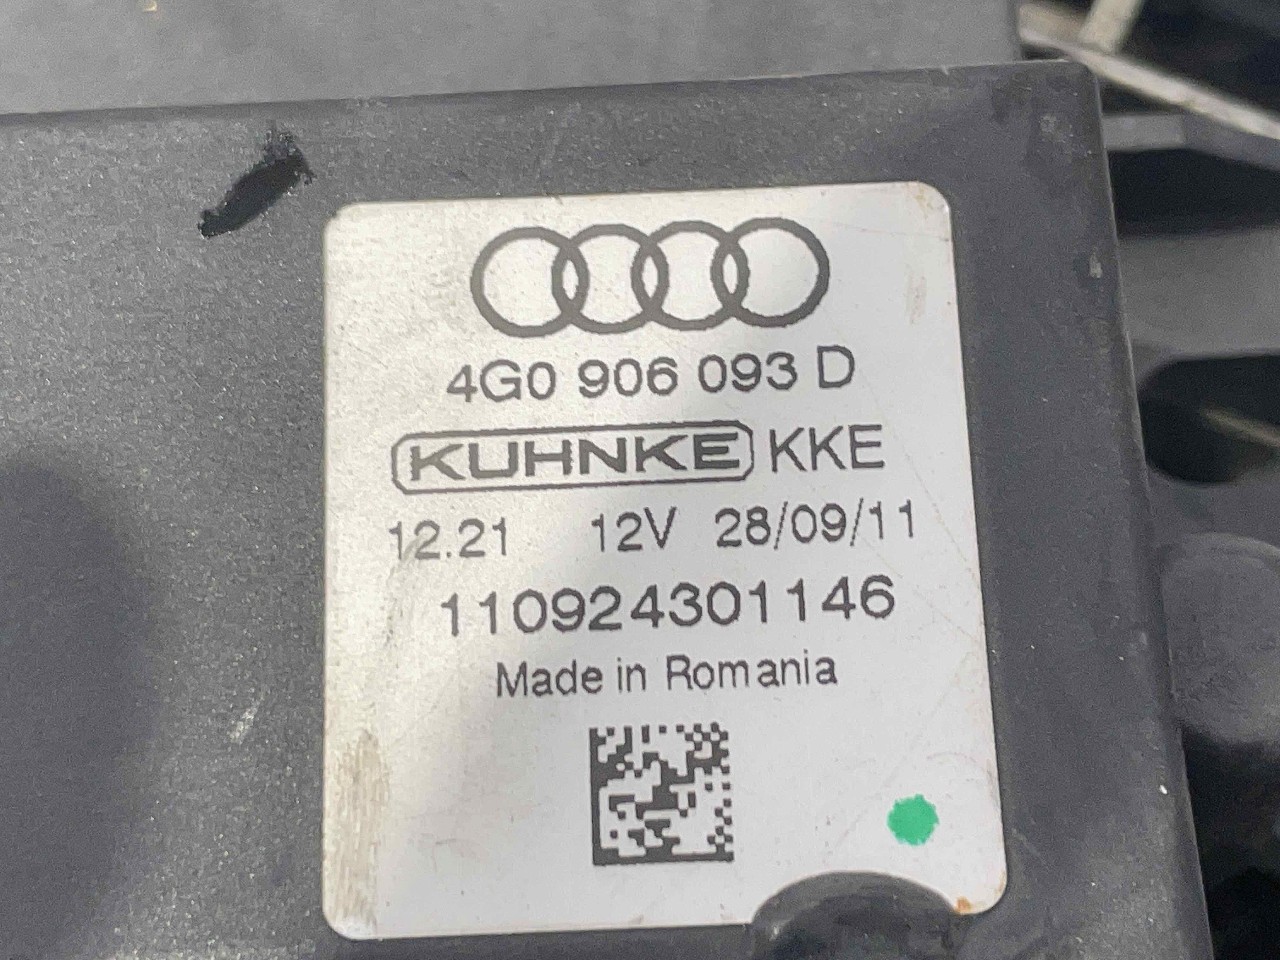 4G0 906 093 D
KUHNKE KKE
12.21 12V 28/09/11
110924301146
Made in Romania